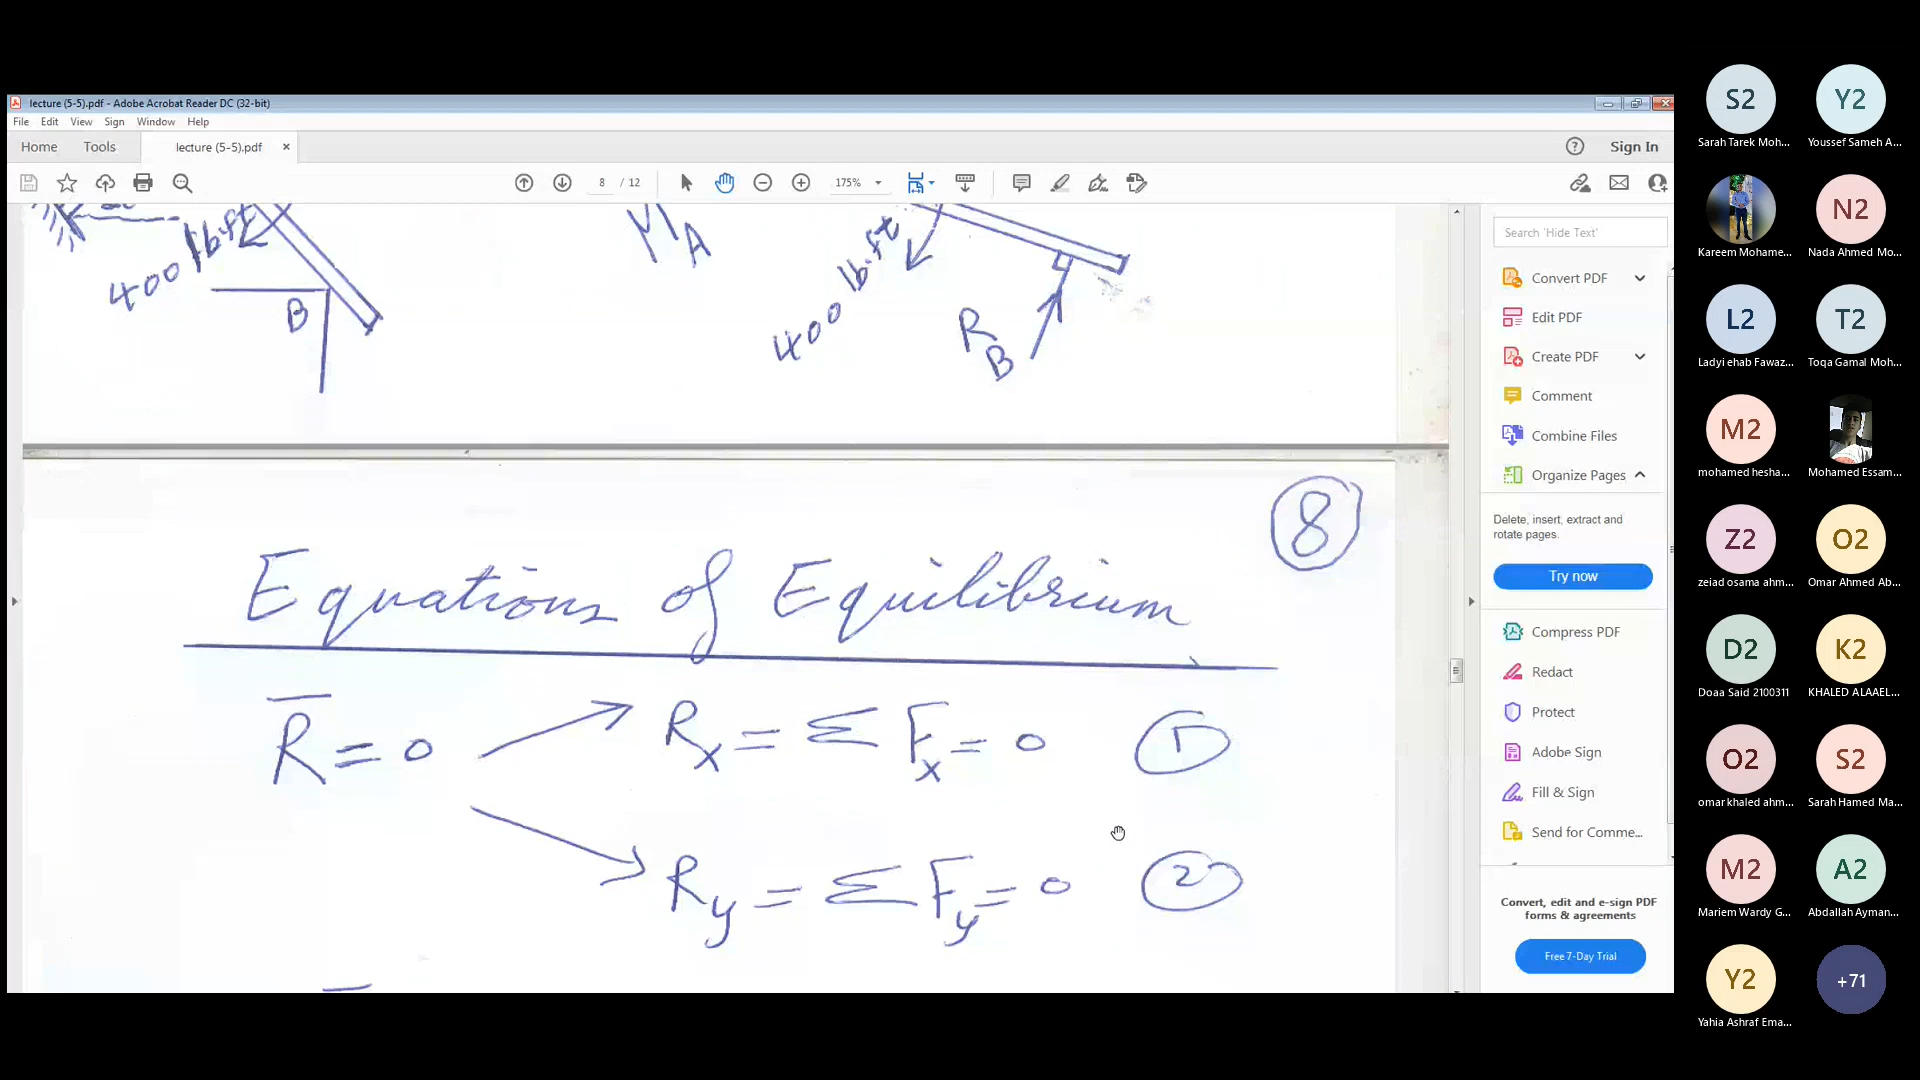 lecture (5-5).pdf - Adobe Acrobat Reader DC (32-bit)
File Edit View Sign Window Help
Home Tools lecture (5-5).pdf × Sign In
8 / 12 175%
400 lb.ft
B
M_A
400 lb.ft
R_B
8
Equations of Equilibrium
R̅ = 0
R_x = Σ F_x = 0 1
R_y = Σ F_y = 0 2
Search 'Hide Text'
Convert PDF
Edit PDF
Create PDF
Comment
Combine Files
Organize Pages
Delete, insert, extract and
rotate pages.
Try now
Compress PDF
Redact
Protect
Adobe Sign
Fill & Sign
Send for Comme...
Convert, edit and e-sign PDF
forms & agreements
Free 7-Day Trial
S2 Y2
Sarah Tarek Moh... Youssef Sameh A...
N2
Kareem Mohame... Nada Ahmed Mo...
L2 T2
Ladyi ehab Fawaz... Toqa Gamal Moh...
M2
mohamed hesha... Mohamed Essam...
Z2 O2
zeiad osama ahm... Omar Ahmed Ab...
D2 K2
Doaa Said 2100311 KHALED ALAAEL...
O2 S2
omar khaled ahm... Sarah Hamed Ma...
M2 A2
Mariem Wardy G... Abdallah Ayman...
Y2 +71
Yahia Ashraf Ema...